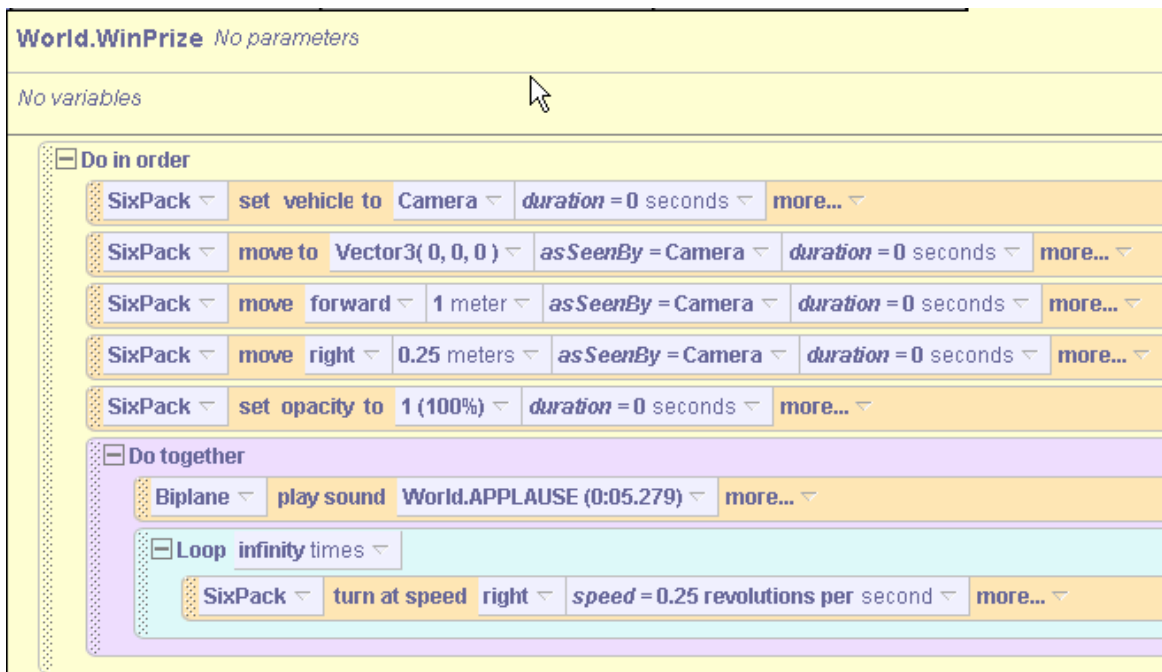 World.WinPrize No parameters
No variables
Do in order
SixPack set vehicle to Camera duration = 0 seconds more...
SixPack move to Vector3( 0, 0, 0 ) asSeenBy = Camera duration = 0 seconds more...
SixPack move forward 1 meter asSeenBy = Camera duration = 0 seconds more...
SixPack move right 0.25 meters asSeenBy = Camera duration = 0 seconds more...
SixPack set opacity to 1 (100%) duration = 0 seconds more...
Do together
Biplane play sound World.APPLAUSE (0:05.279) more...
Loop infinity times
SixPack turn at speed right speed = 0.25 revolutions per second more...